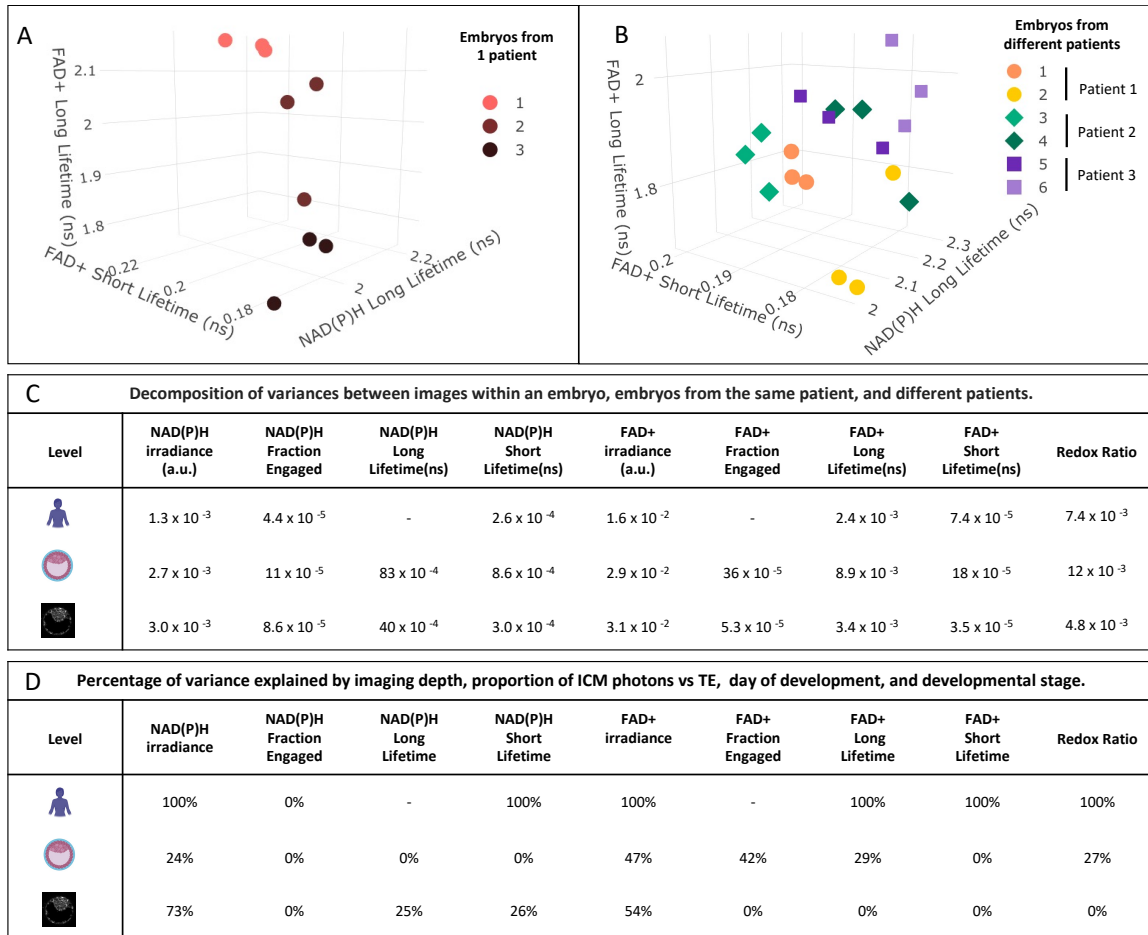 A
FAD+ Long Lifetime (ns)
2.1
2
1.9
1.8
0.22
0.2
0.18
FAD+ Short Lifetime (ns)
2
2.2
NAD(P)H Long Lifetime (ns)
Embryos from
1 patient
1
2
3
B
FAD+ Long Lifetime (ns)
2
1.8
0.2
0.19
0.18
FAD+ Short Lifetime (ns)
2
2.1
2.2
2.3
NAD(P)H Long Lifetime (ns)
Embryos from
different patients
1
2
Patient 1
3
4
Patient 2
5
6
Patient 3
C Decomposition of variances between images within an embryo, embryos from the same patient, and different patients.
Level NAD(P)H irradiance (a.u.) NAD(P)H Fraction Engaged NAD(P)H Long Lifetime(ns) NAD(P)H Short Lifetime(ns) FAD+ irradiance (a.u.) FAD+ Fraction Engaged FAD+ Long Lifetime(ns) FAD+ Short Lifetime(ns) Redox Ratio
1.3 x 10 -3 4.4 x 10 -5 - 2.6 x 10 -4 1.6 x 10 -2 - 2.4 x 10 -3 7.4 x 10 -5 7.4 x 10 -3
2.7 x 10 -3 11 x 10 -5 83 x 10 -4 8.6 x 10 -4 2.9 x 10 -2 36 x 10 -5 8.9 x 10 -3 18 x 10 -5 12 x 10 -3
3.0 x 10 -3 8.6 x 10 -5 40 x 10 -4 3.0 x 10 -4 3.1 x 10 -2 5.3 x 10 -5 3.4 x 10 -3 3.5 x 10 -5 4.8 x 10 -3
D Percentage of variance explained by imaging depth, proportion of ICM photons vs TE, day of development, and developmental stage.
Level NAD(P)H irradiance NAD(P)H Fraction Engaged NAD(P)H Long Lifetime NAD(P)H Short Lifetime FAD+ irradiance FAD+ Fraction Engaged FAD+ Long Lifetime FAD+ Short Lifetime Redox Ratio
100% 0% - 100% 100% - 100% 100% 100%
24% 0% 0% 0% 47% 42% 29% 0% 27%
73% 0% 25% 26% 54% 0% 0% 0% 0%